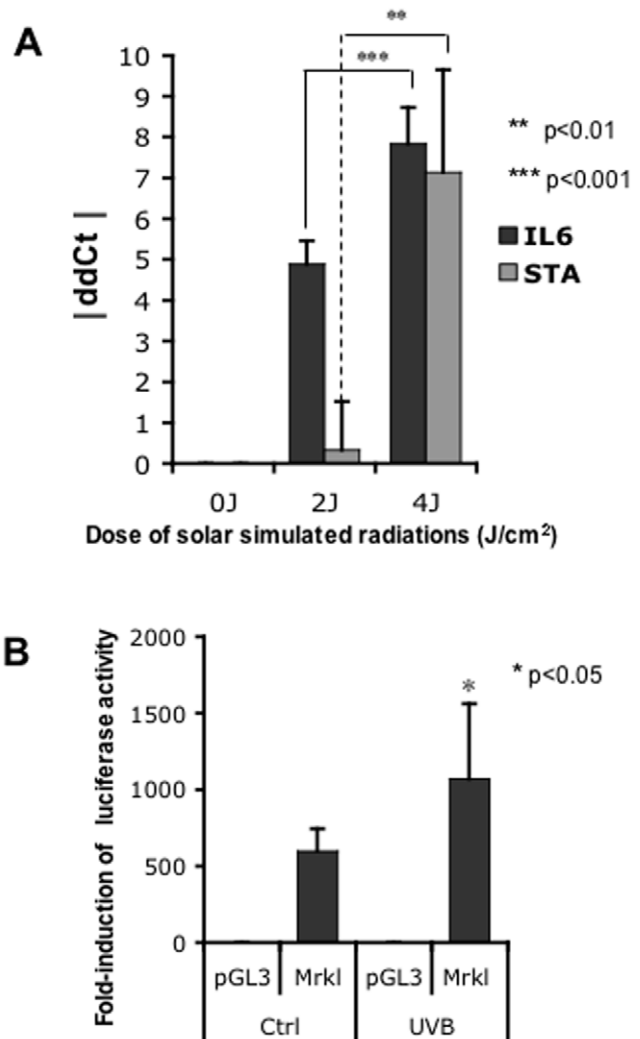 A
**
***
10
9
8
7
6
5
4
3
2
1
0
|ddCt |
** p<0.01
*** p<0.001
IL6
STA
0J 2J 4J
Dose of solar simulated radiations (J/cm²)
B
Fold-induction of luciferase activity
2000
1500
1000
500
0
*
* p<0.05
pGL3 Mrkl pGL3 Mrkl
Ctrl UVB